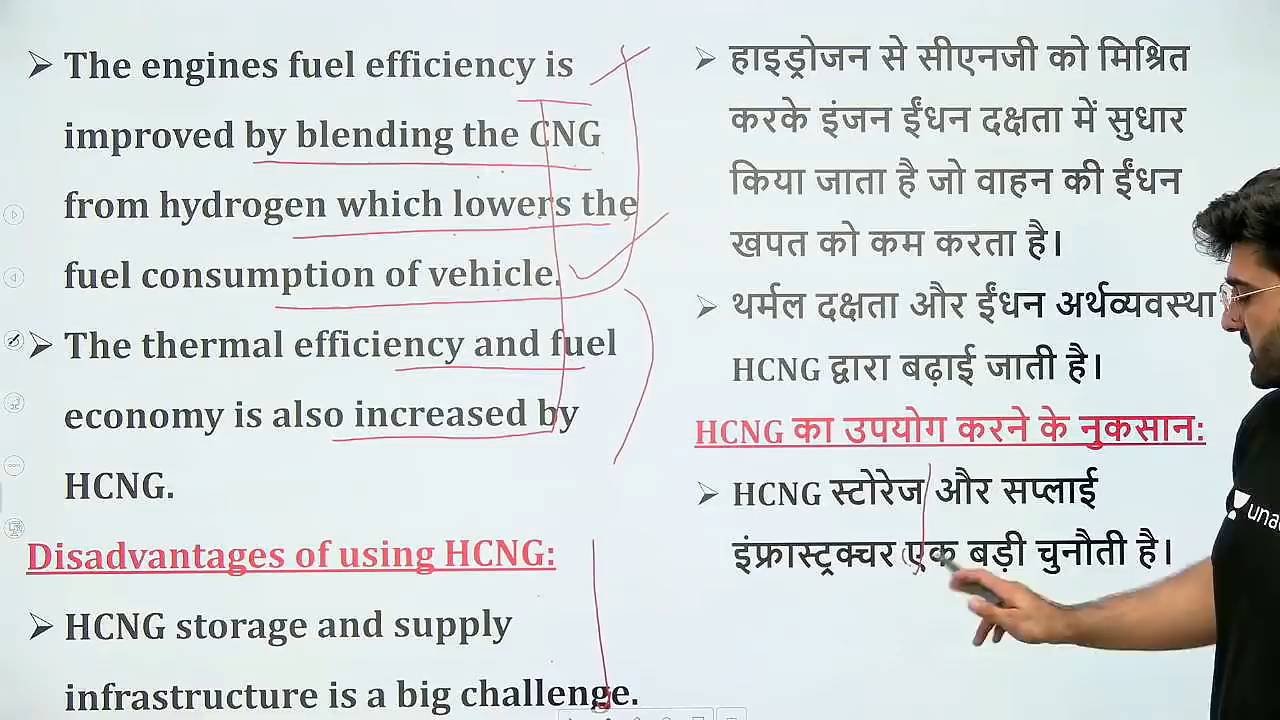 The engines fuel efficiency is
improved by blending the CNG
from hydrogen which lowers the
fuel consumption of vehicle.
The thermal efficiency and fuel
economy is also increased by
HCNG.
Disadvantages of using HCNG:
HCNG storage and supply
infrastructure is a big challenge.
हाइड्रोजन से सीएनजी को मिश्रित
करके इंजन ईंधन दक्षता में सुधार
किया जाता है जो वाहन की ईंधन
खपत को कम करता है।
थर्मल दक्षता और ईंधन अर्थव्यवस्था
HCNG द्वारा बढ़ाई जाती है।
HCNG का उपयोग करने के नुकसान:
HCNG स्टोरेज और सप्लाई
इंफ्रास्ट्रक्चर एक बड़ी चुनौती है।